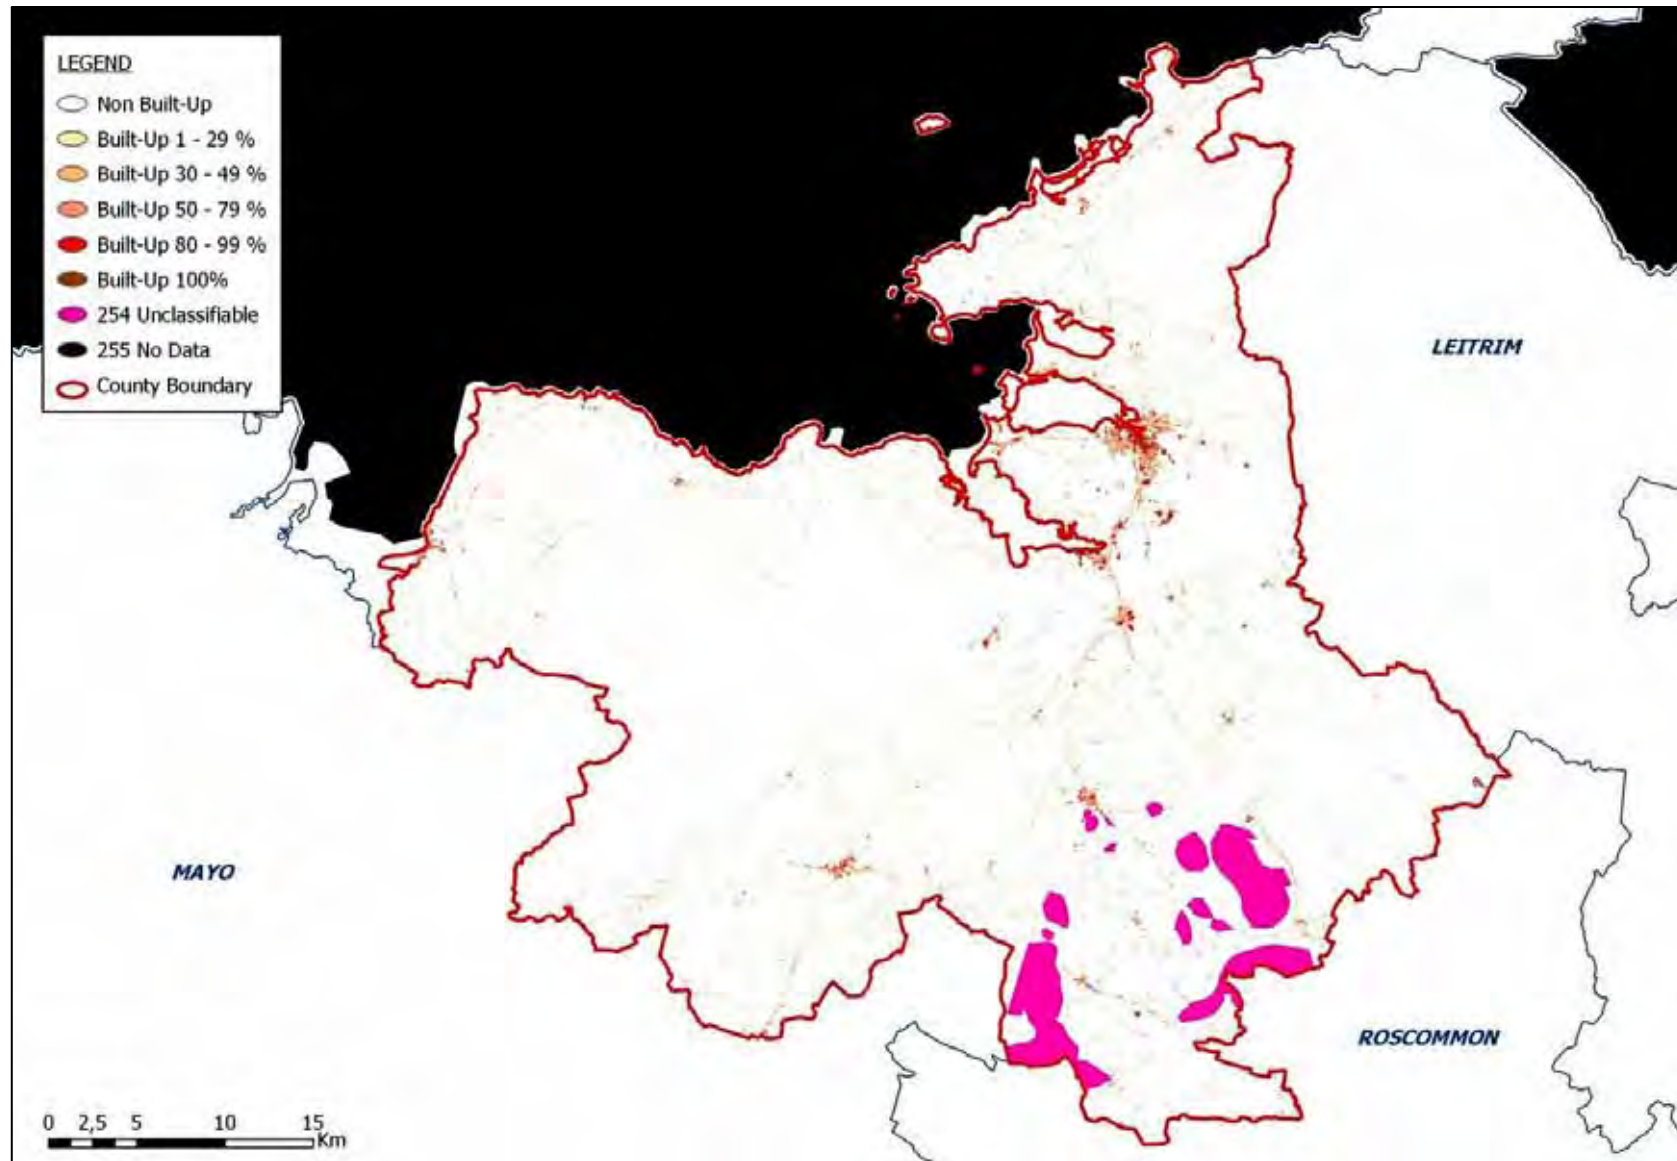 LEGEND
Non Built-Up
Built-Up 1 - 29 %
Built-Up 30 - 49 %
Built-Up 50 - 79 %
Built-Up 80 - 99 %
Built-Up 100%
254 Unclassifiable
255 No Data
County Boundary
LEITRIM
MAYO
ROSCOMMON
0 2,5 5 10 15
Km